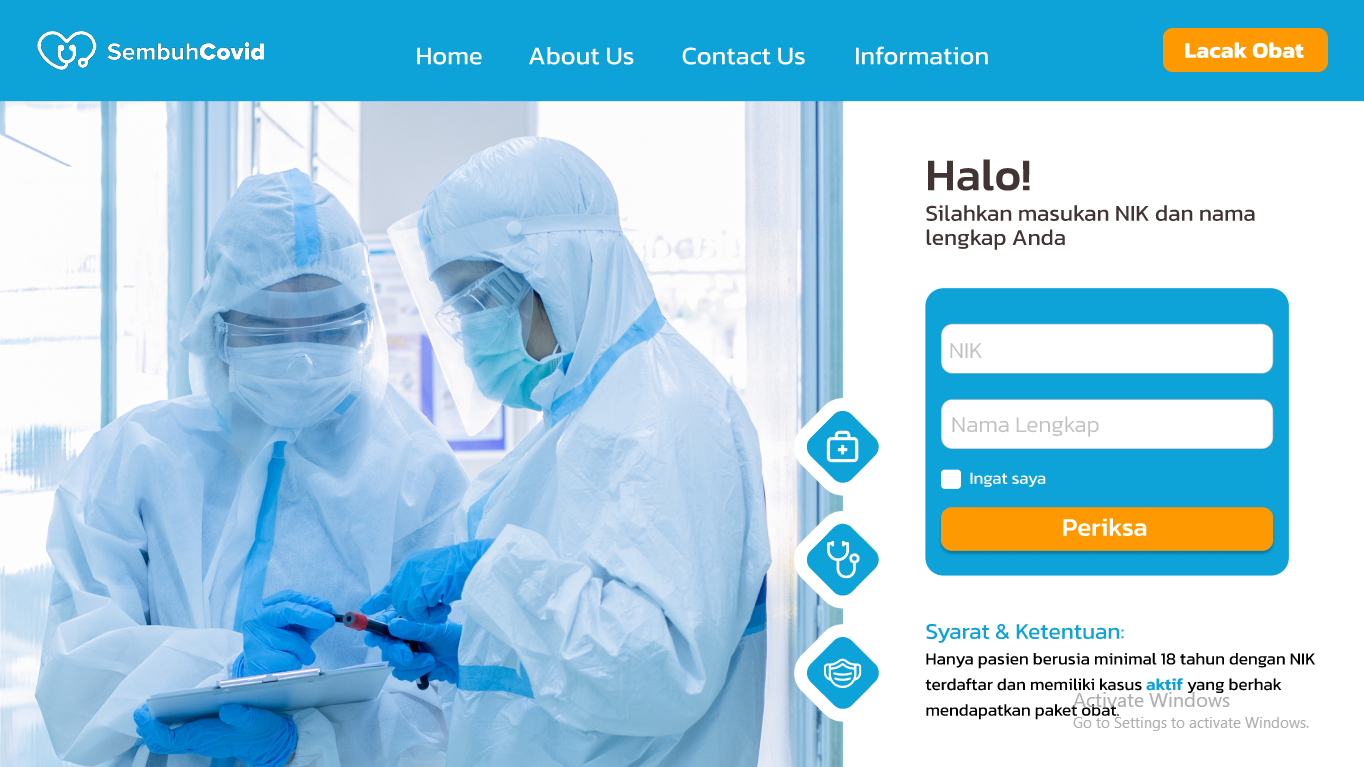 SembuhCovid
Home
About Us
Contact Us
Information
Lacak Obat
Halo!
Silahkan masukan NIK dan nama
lengkap Anda
NIK
Nama Lengkap
Ingat saya
Periksa
Syarat & Ketentuan:
Hanya pasien berusia minimal 18 tahun dengan NIK
terdaftar dan memiliki kasus aktif yang berhak
mendapatkan paket obat.
Activate Windows
Go to Settings to activate Windows.